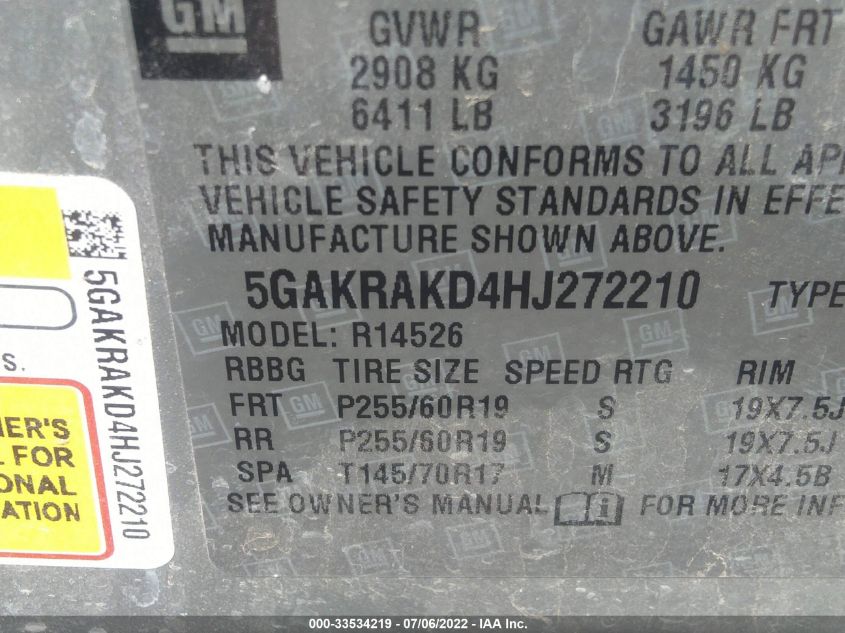 GM
GVWR GAWR FRT
2908 KG 1450 KG
6411 LB 3196 LB
THIS VEHICLE CONFORMS TO ALL APP
VEHICLE SAFETY STANDARDS IN EFFE
MANUFACTURE SHOWN ABOVE.
5GAKRAKD4HJ272210 TYPE
MODEL: R14526
RBBG TIRE SIZE SPEED RTG RIM
FRT P255/60R19 S 19X7.5J
RR P255/60R19 S 19X7.5J
SPA T145/70R17 M 17X4.5B
SEE OWNER'S MANUAL FOR MORE INF
5GAKRAKD4HJ272210
S.
NER'S
L FOR
ONAL
ATION
000-33534219 - 07/06/2022 - IAA Inc.